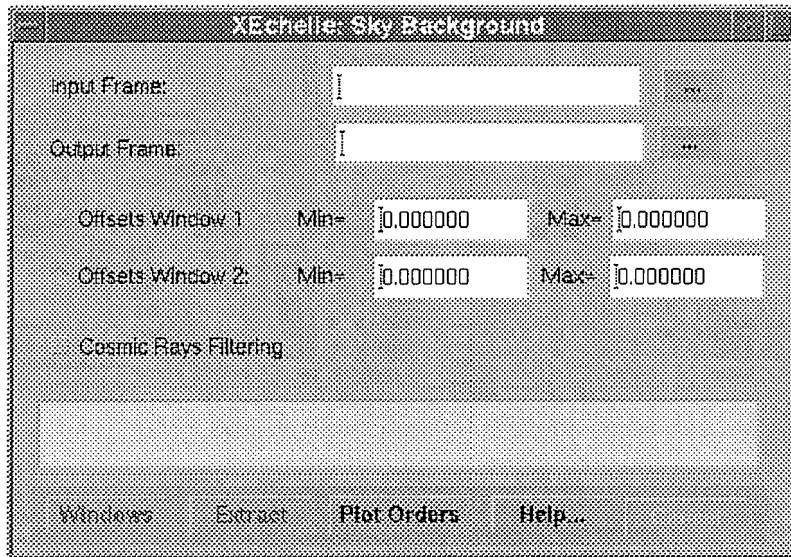 XEchelle: Sky Background
Input Frame: ...
Output Frame: ...
Offsets Window 1 Min= 0.000000 Max= 0.000000
Offsets Window 2: Min= 0.000000 Max= 0.000000
Cosmic Rays Filtering
Windows Extract Plot Orders Help...